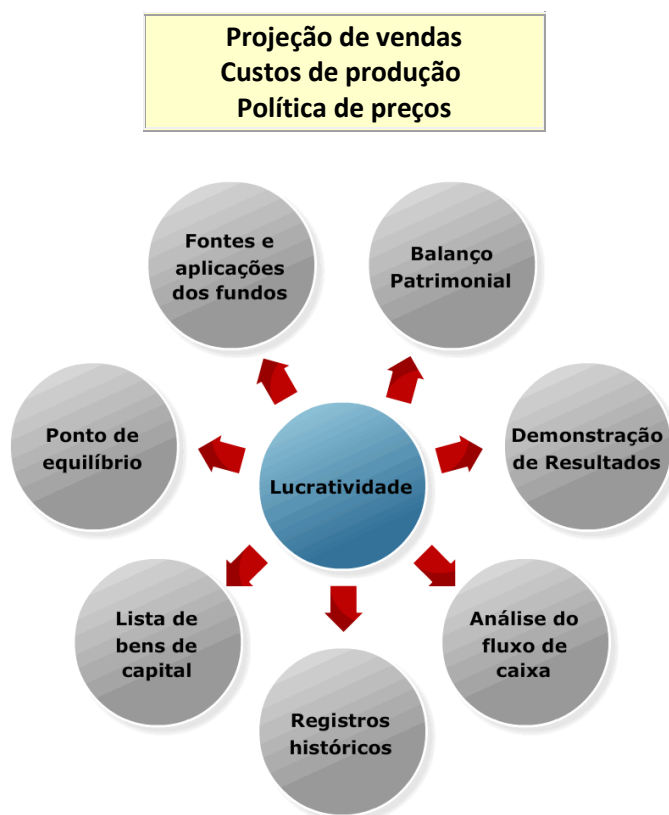 Projeção de vendas
Custos de produção
Política de preços
Fontes e
aplicações
dos fundos
Balanço
Patrimonial
Ponto de
equilíbrio
Lucratividade
Demonstração
de Resultados
Lista de
bens de
capital
Análise do
fluxo de
caixa
Registros
históricos